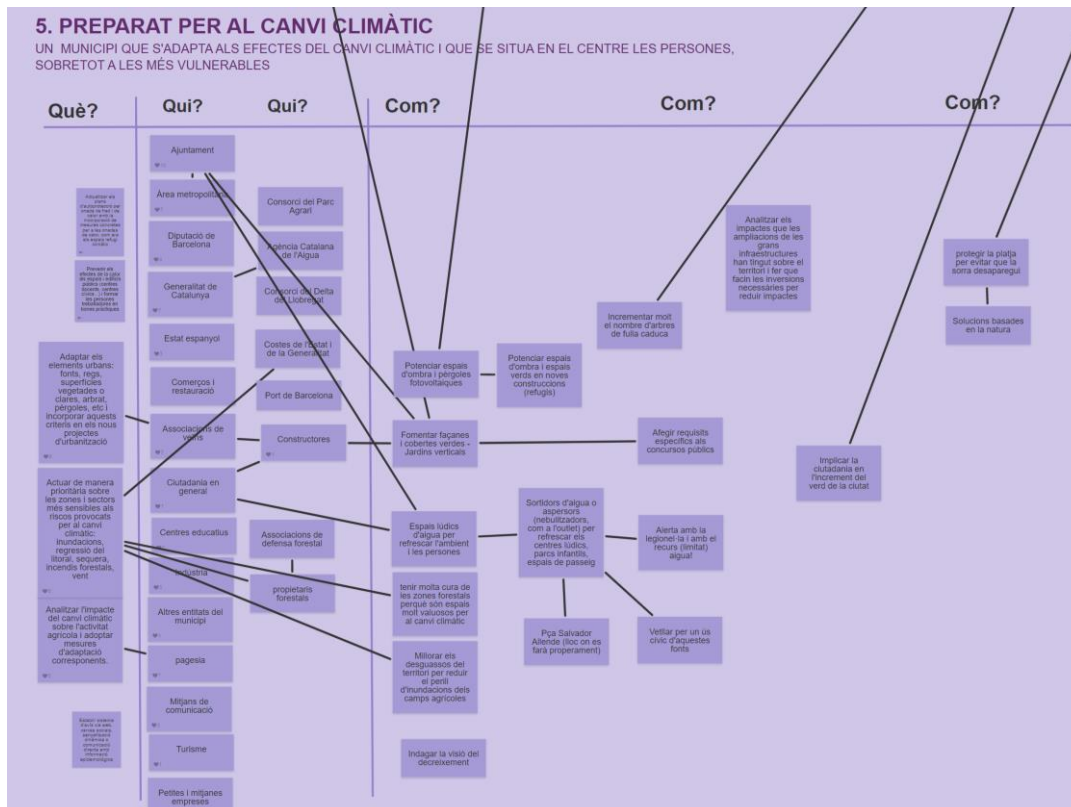 5. PREPARAT PER AL CANVI CLIMÀTIC
UN MUNICIPI QUE S'ADAPTA ALS EFECTES DEL CANVI CLIMÀTIC I QUE SE SITUA EN EL CENTRE LES PERSONES,
SOBRETOT A LES MÉS VULNERABLES
Què?
Qui?
Qui?
Com?
Com?
Com?
Adaptar els
elements urbans:
fonts, regs,
superfícies
vegetades o
clares, arbrat,
pèrgoles, etc i
incorporar aquests
criteris en els nous
projectes
d'urbanització
Actuar de manera
prioritària sobre
les zones i sectors
més sensibles als
riscos provocats
per al canvi
climàtic:
inundacions,
regressió del
litoral, sequera,
incendis forestals,
vent
Analitzar l'impacte
del canvi climàtic
sobre l'activitat
agrícola i adoptar
mesures
d'adaptació
corresponents.
Ajuntament
Àrea metropolitana
Diputació de
Barcelona
Generalitat de
Catalunya
Estat espanyol
Comerços i
restauració
Associacions de
veïns
Ciutadania en
general
Centres educatius
Indústria
Altres entitats del
municipi
pagesia
Mitjans de
comunicació
Turisme
Petites i mitjanes
empreses
Consorci del Parc
Agrari
Agència Catalana
de l'Aigua
Consorci del Delta
del Llobregat
Costes de l'Estat i
de la Generalitat
Port de Barcelona
Constructores
Associacions de
defensa forestal
propietaris
forestals
Potenciar espais
d'ombra i pèrgoles
fotovoltaiques
Fomentar façanes
i cobertes verdes -
Jardins verticals
Espais lúdics
d'aigua per
refrescar l'ambient
i les persones
tenir molta cura de
les zones forestals
perquè són espais
molt valuosos per
al canvi climàtic
Millorar els
desguassos del
territori per reduir
el perill
d'inundacions dels
camps agrícoles
Indagar la visió del
decreixement
Potenciar espais
d'ombra i espais
verds en noves
construccions
(refugis)
Sortidors d'aigua o
aspersors
(nebulitzadors,
com a l'outlet) per
refrescar els
centres lúdics,
parcs infantils,
espais de passeig
Pça Salvador
Allende (lloc on es
farà properament)
Incrementar molt
el nombre d'arbres
de fulla caduca
Afegir requisits
específics als
concursos públics
Alerta amb la
legionel·la i amb el
recurs (limitat)
aigua!
Vetllar per un ús
cívic d'aquestes
fonts
Analitzar els
impactes que les
ampliacions de les
grans
infraestructures
han tingut sobre el
territori i fer que
facin les inversions
necessàries per
reduir impactes
Implicar la
ciutadania en
l'increment del
verd de la ciutat
protegir la platja
per evitar que la
sorra desaparegui.
Solucions basades
en la natura